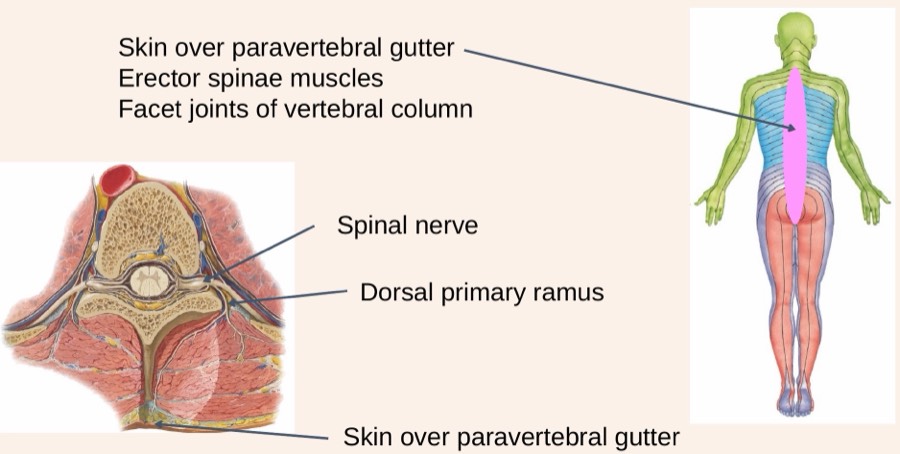 Skin over paravertebral gutter
Erector spinae muscles
Facet joints of vertebral column
Spinal nerve
Dorsal primary ramus
Skin over paravertebral gutter